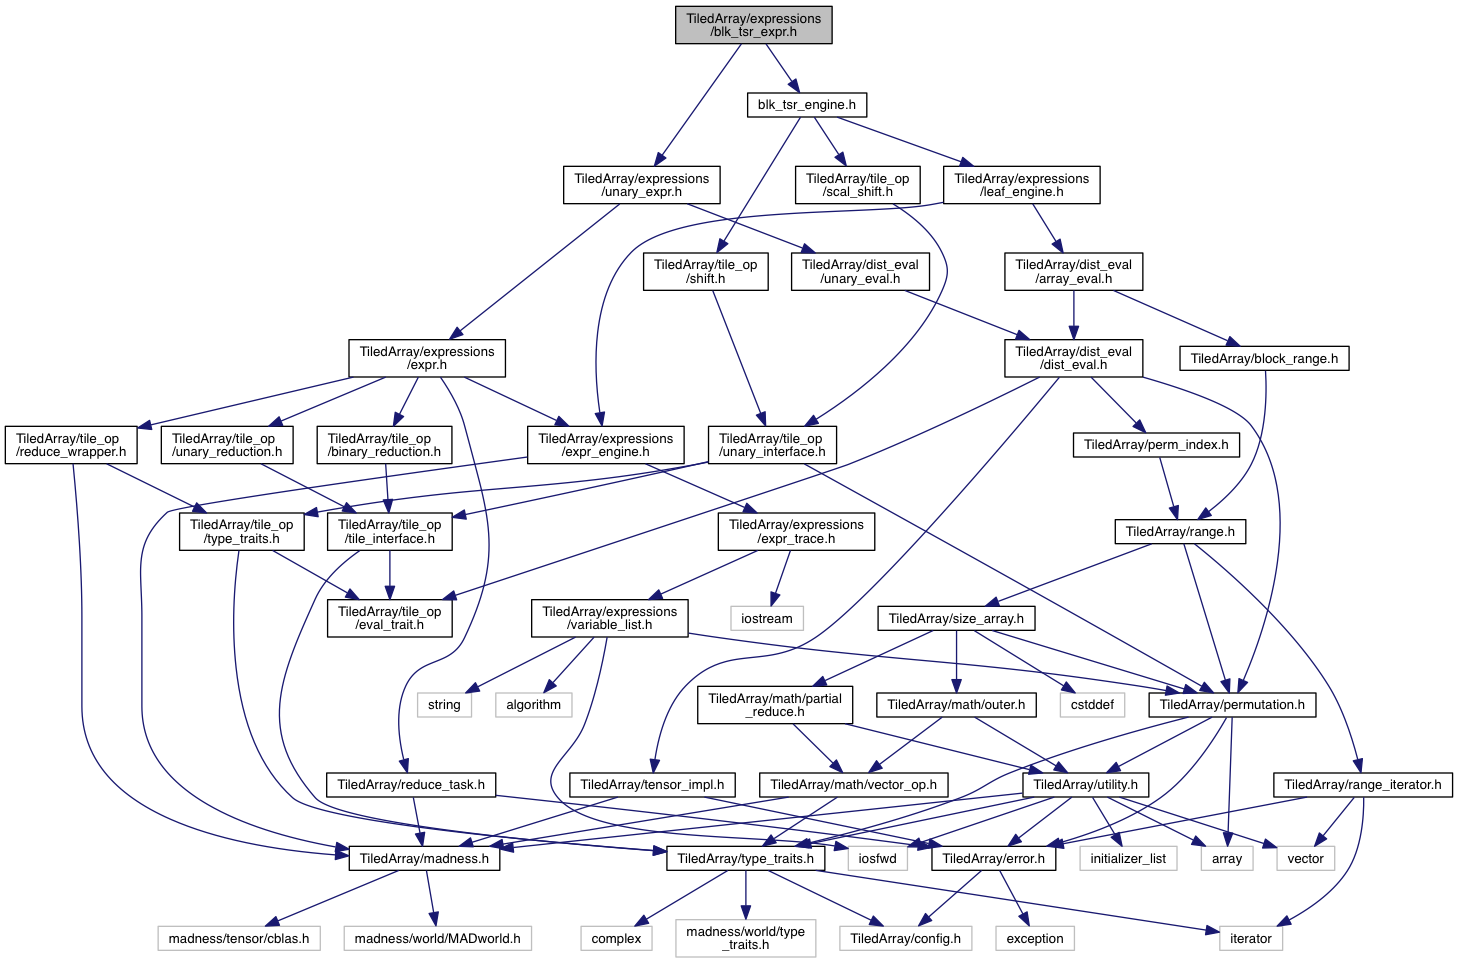 TiledArray/expressions
/blk_tsr_expr.h
blk_tsr_engine.h
TiledArray/expressions
/unary_expr.h
TiledArray/tile_op
/scal_shift.h
TiledArray/expressions
/leaf_engine.h
TiledArray/tile_op
/shift.h
TiledArray/dist_eval
/unary_eval.h
TiledArray/dist_eval
/array_eval.h
TiledArray/expressions
/expr.h
TiledArray/dist_eval
/dist_eval.h
TiledArray/block_range.h
TiledArray/tile_op
/reduce_wrapper.h
TiledArray/tile_op
/unary_reduction.h
TiledArray/tile_op
/binary_reduction.h
TiledArray/expressions
/expr_engine.h
TiledArray/tile_op
/unary_interface.h
TiledArray/perm_index.h
TiledArray/tile_op
/type_traits.h
TiledArray/tile_op
/tile_interface.h
TiledArray/expressions
/expr_trace.h
TiledArray/range.h
TiledArray/tile_op
/eval_trait.h
TiledArray/expressions
/variable_list.h
iostream
TiledArray/size_array.h
string
algorithm
TiledArray/math/partial
_reduce.h
TiledArray/math/outer.h
cstddef
TiledArray/permutation.h
TiledArray/reduce_task.h
TiledArray/tensor_impl.h
TiledArray/math/vector_op.h
TiledArray/utility.h
TiledArray/range_iterator.h
TiledArray/madness.h
TiledArray/type_traits.h
iosfwd
TiledArray/error.h
initializer_list
array
vector
madness/tensor/cblas.h
madness/world/MADworld.h
complex
madness/world/type
_traits.h
TiledArray/config.h
exception
iterator